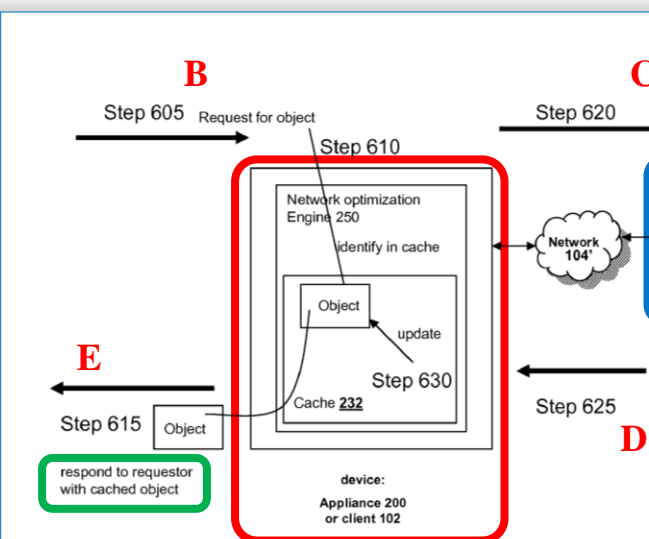 B
C
Step 605
Request for object
Step 620
Step 610
Network optimization
Engine 250
identify in cache
Network
104'
Object
update
E
Step 630
Cache 232
Step 625
Step 615
Object
D
respond to requestor
with cached object
device:
Appliance 200
or client 102